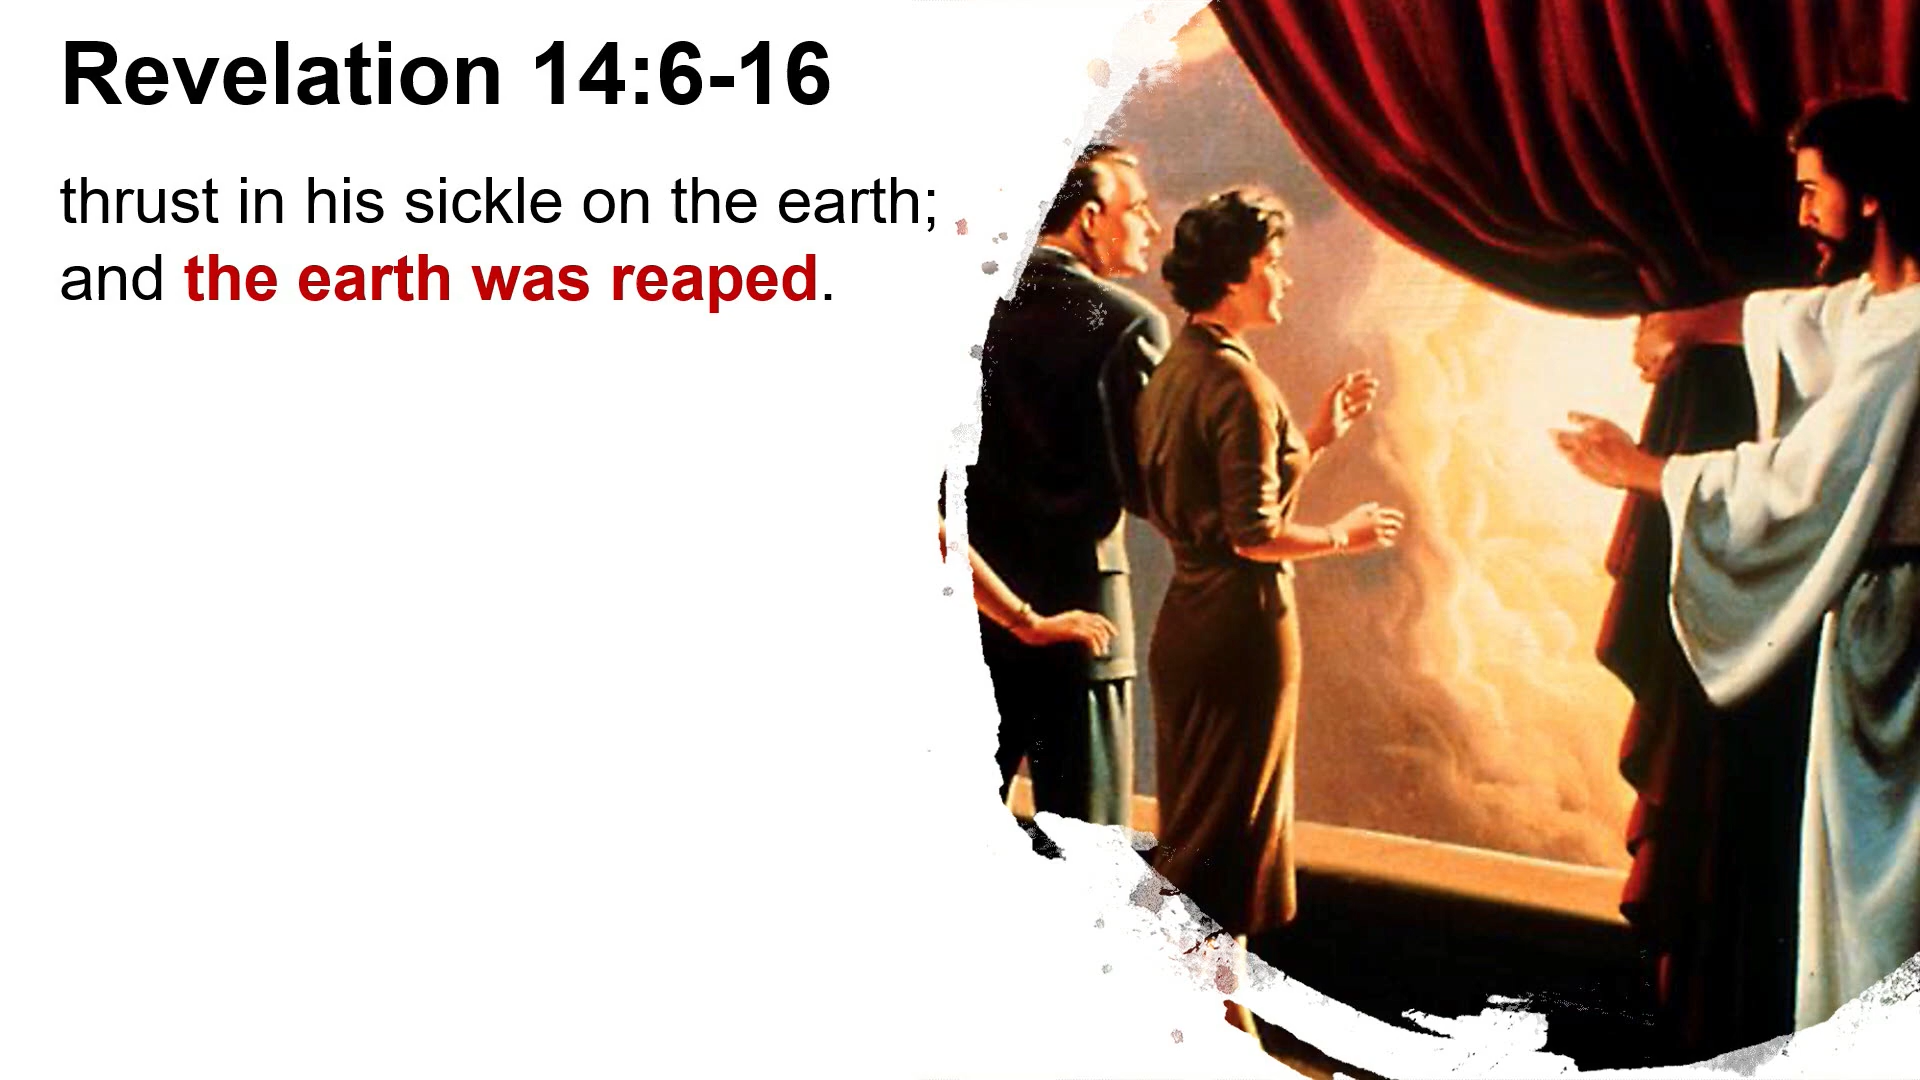 Revelation 14:6-16
thrust in his sickle on the earth;
and the earth was reaped.